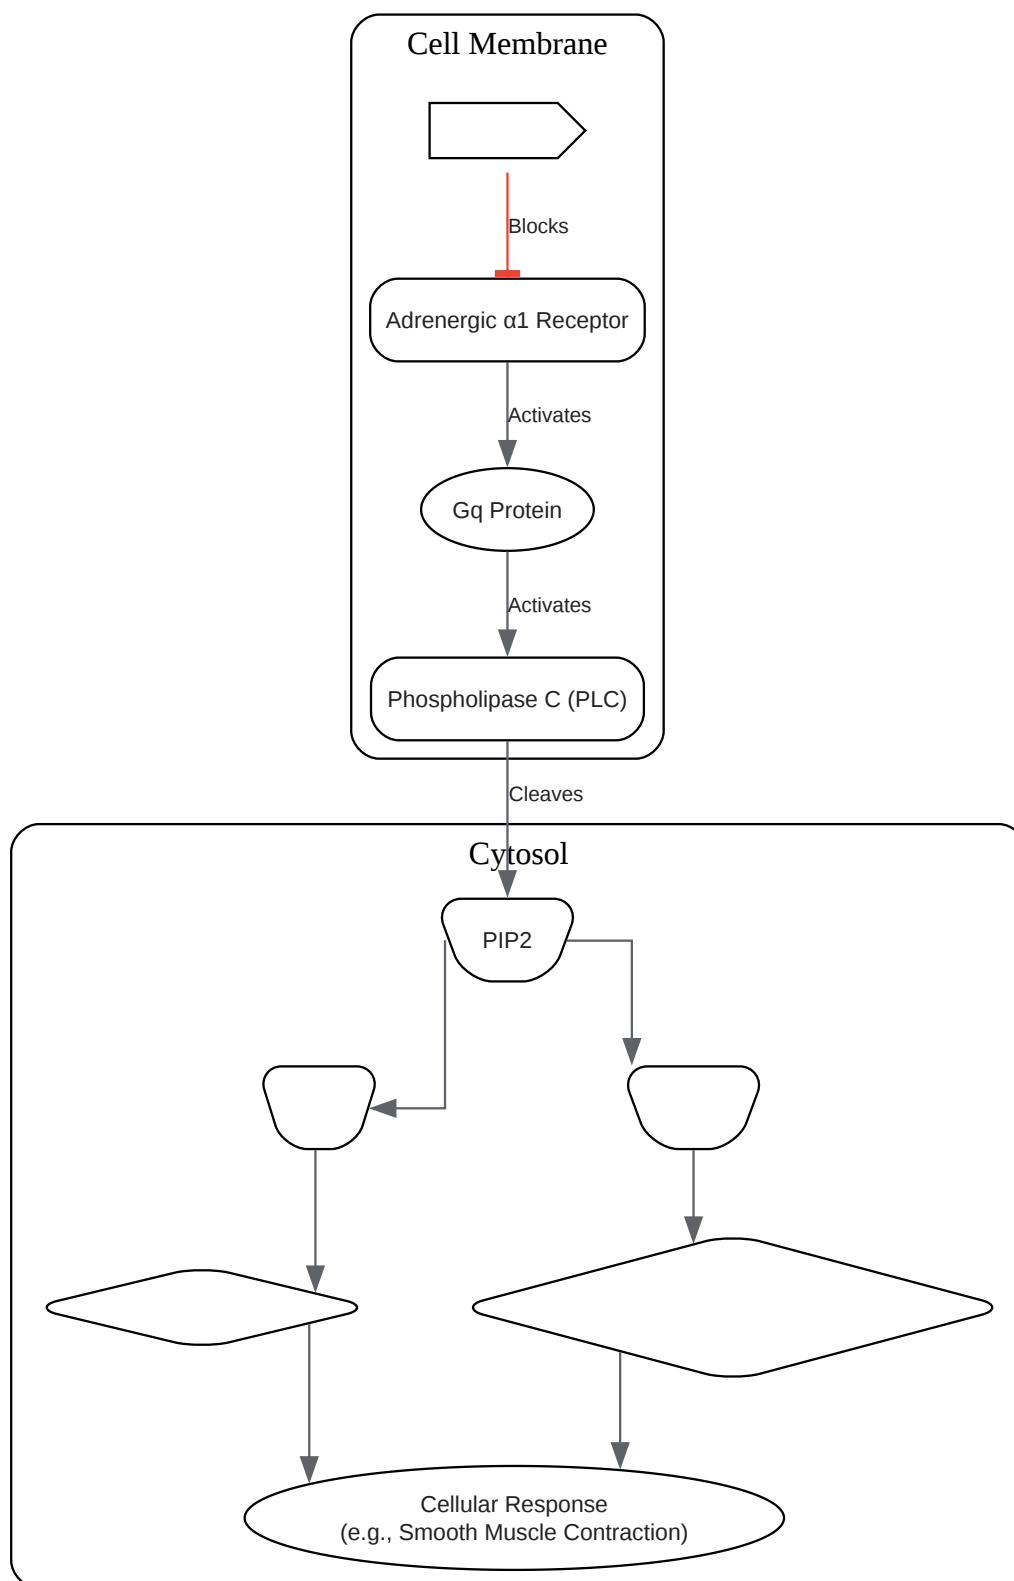 Cell Membrane
Blocks
Adrenergic α1 Receptor
Activates
Gq Protein
Activates
Phospholipase C (PLC)
Cleaves
Cytosol
PIP2
Cellular Response
(e.g., Smooth Muscle Contraction)